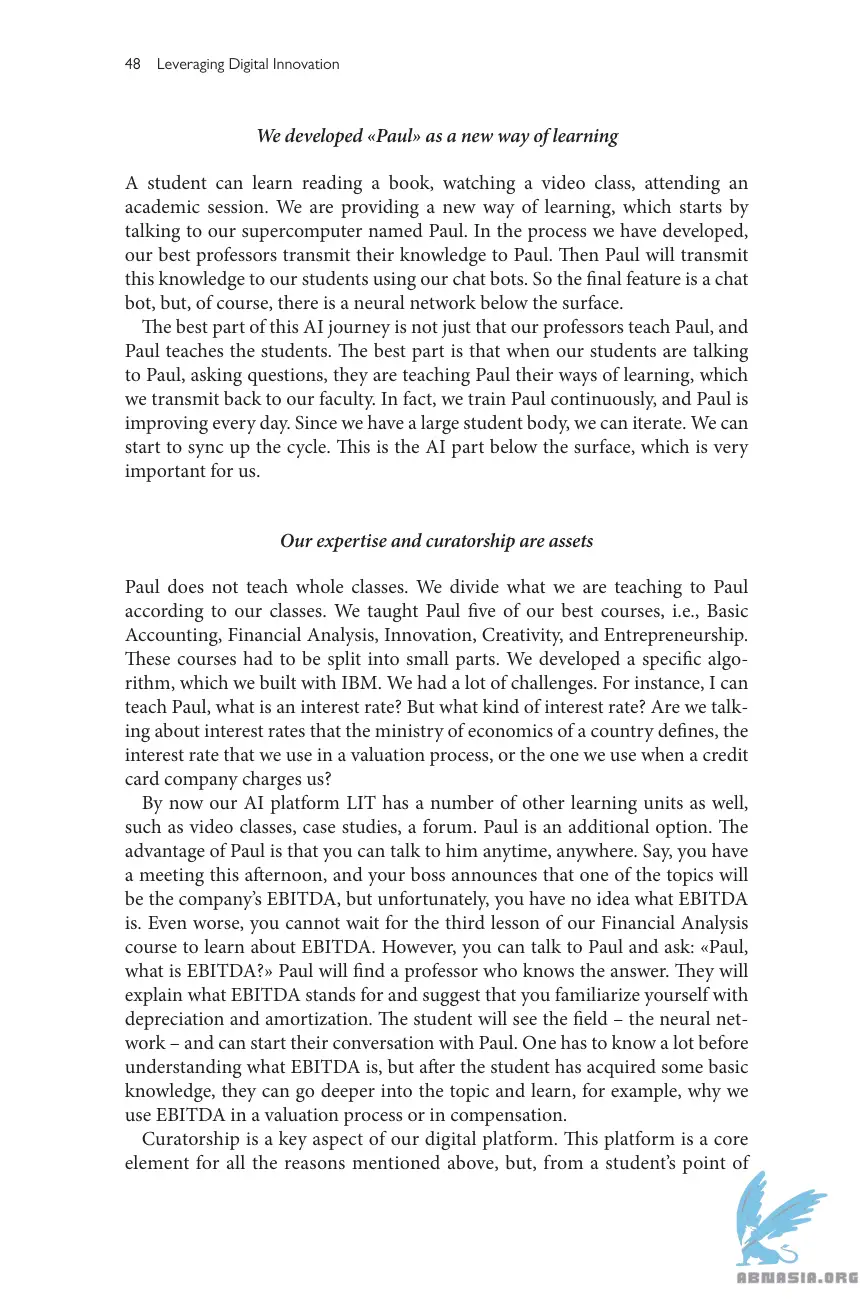 48 Leveraging Digital Innovation
We developed «Paul» as a new way of learning
A student can learn reading a book, watching a video class, attending an
academic session. We are providing a new way of learning, which starts by
talking to our supercomputer named Paul. In the process we have developed,
our best professors transmit their knowledge to Paul. Then Paul will transmit
this knowledge to our students using our chat bots. So the final feature is a chat
bot, but, of course, there is a neural network below the surface.
The best part of this AI journey is not just that our professors teach Paul, and
Paul teaches the students. The best part is that when our students are talking
to Paul, asking questions, they are teaching Paul their ways of learning, which
we transmit back to our faculty. In fact, we train Paul continuously, and Paul is
improving every day. Since we have a large student body, we can iterate. We can
start to sync up the cycle. This is the AI part below the surface, which is very
important for us.
Our expertise and curatorship are assets
Paul does not teach whole classes. We divide what we are teaching to Paul
according to our classes. We taught Paul five of our best courses, i.e., Basic
Accounting, Financial Analysis, Innovation, Creativity, and Entrepreneurship.
These courses had to be split into small parts. We developed a specific algo-
rithm, which we built with IBM. We had a lot of challenges. For instance, I can
teach Paul, what is an interest rate? But what kind of interest rate? Are we talk-
ing about interest rates that the ministry of economics of a country defines, the
interest rate that we use in a valuation process, or the one we use when a credit
card company charges us?
By now our AI platform LIT has a number of other learning units as well,
such as video classes, case studies, a forum. Paul is an additional option. The
advantage of Paul is that you can talk to him anytime, anywhere. Say, you have
a meeting this afternoon, and your boss announces that one of the topics will
be the company's EBITDA, but unfortunately, you have no idea what EBITDA
is. Even worse, you cannot wait for the third lesson of our Financial Analysis
course to learn about EBITDA. However, you can talk to Paul and ask: «Paul,
what is EBITDA?» Paul will find a professor who knows the answer. They will
explain what EBITDA stands for and suggest that you familiarize yourself with
depreciation and amortization. The student will see the field – the neural net-
work – and can start their conversation with Paul. One has to know a lot before
understanding what EBITDA is, but after the student has acquired some basic
knowledge, they can go deeper into the topic and learn, for example, why we
use EBITDA in a valuation process or in compensation.
Curatorship is a key aspect of our digital platform. This platform is a core
element for all the reasons mentioned above, but, from a student's point of
ABNASIA.ORG